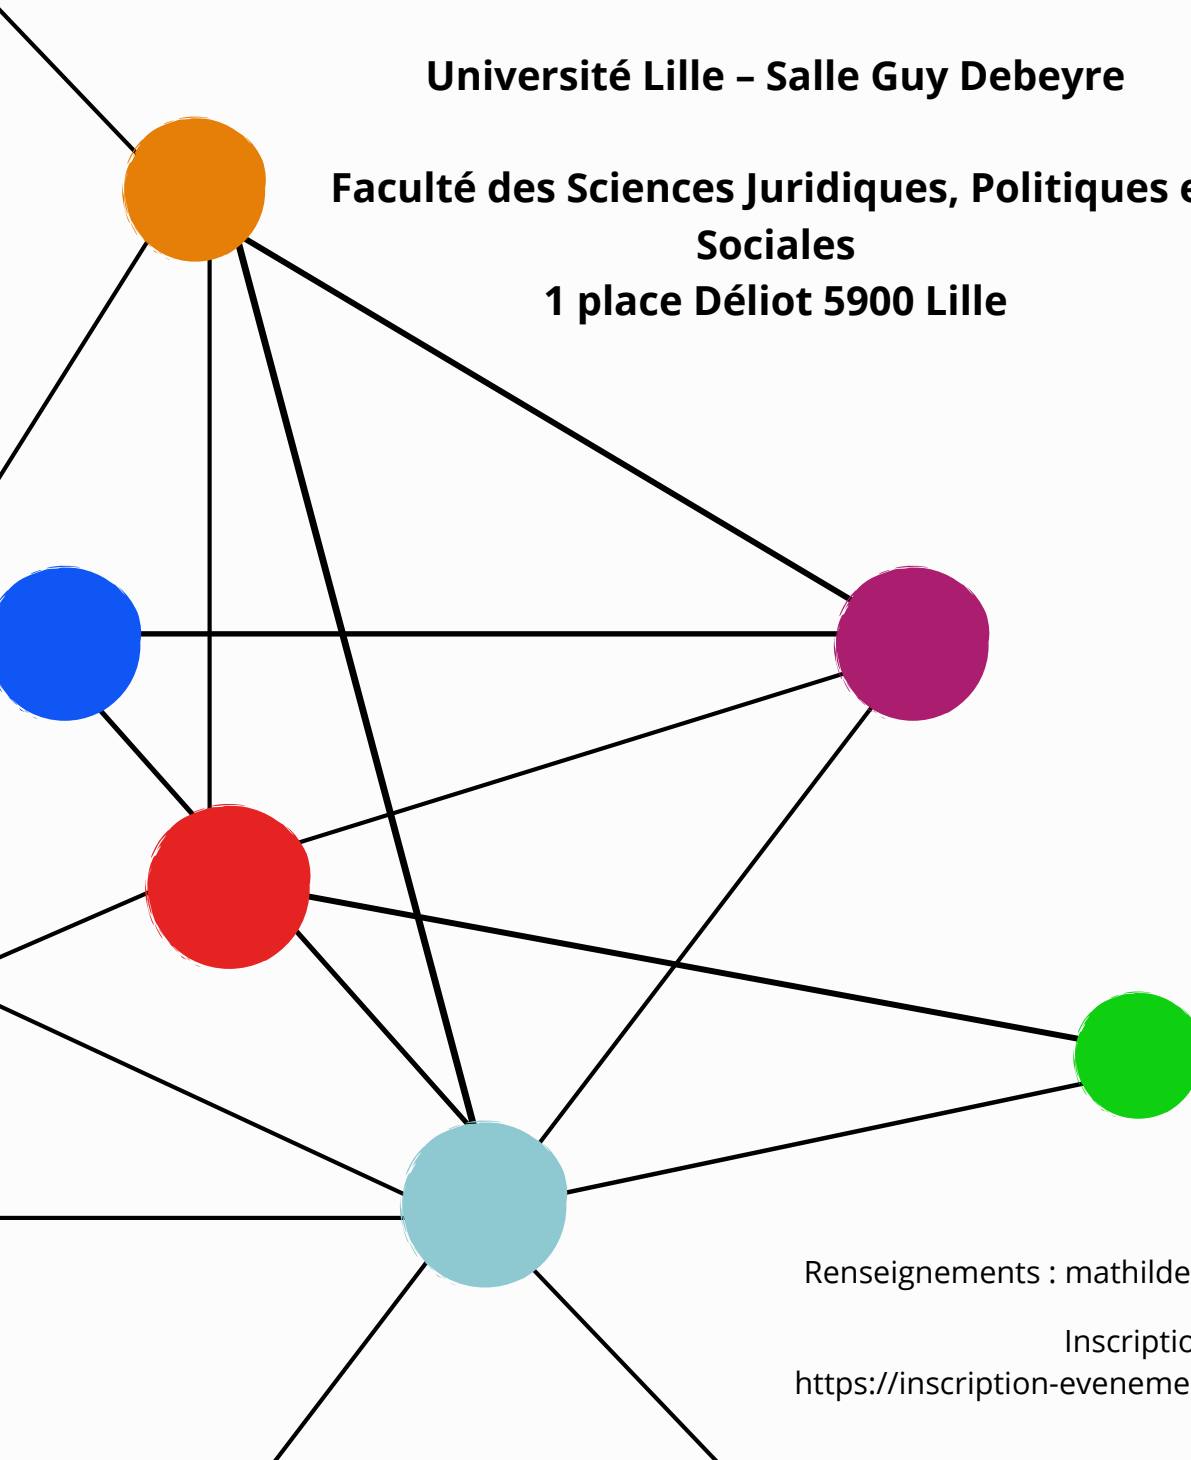 Université Lille – Salle Guy Debeyre
Faculté des Sciences Juridiques, Politiques e
Sociales
1 place Déliot 5900 Lille
Renseignements : mathilde
Inscriptio
https://inscription-eveneme